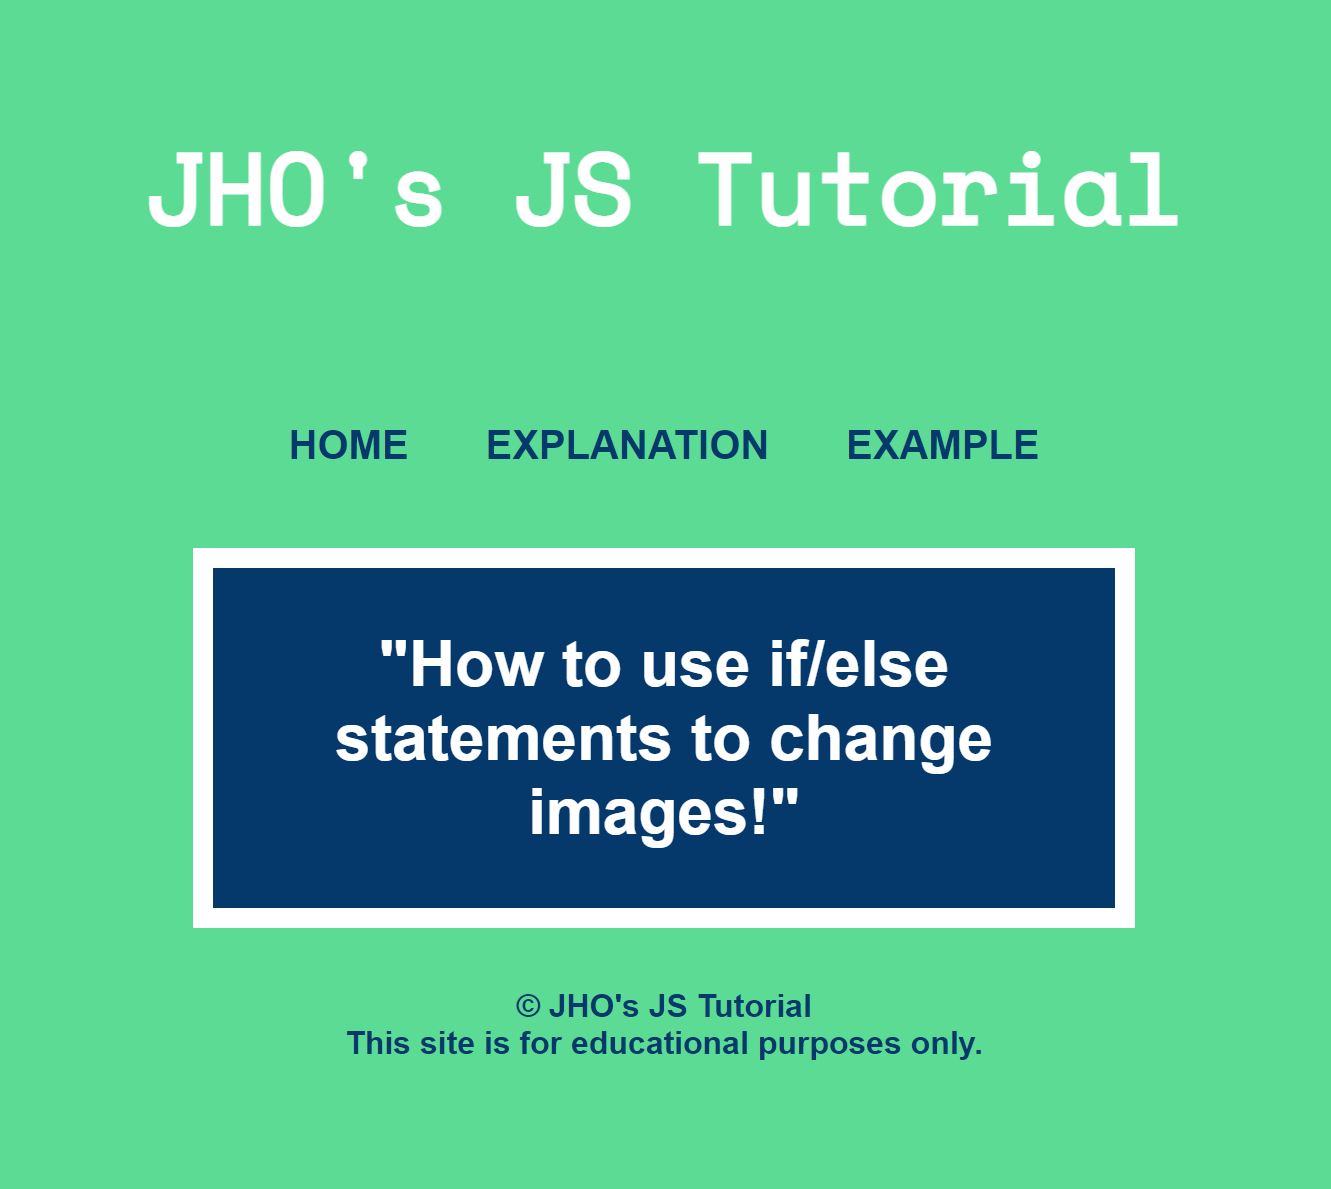 JHO's JS Tutorial
HOME EXPLANATION EXAMPLE
"How to use if/else
statements to change
images!"
© JHO's JS Tutorial
This site is for educational purposes only.